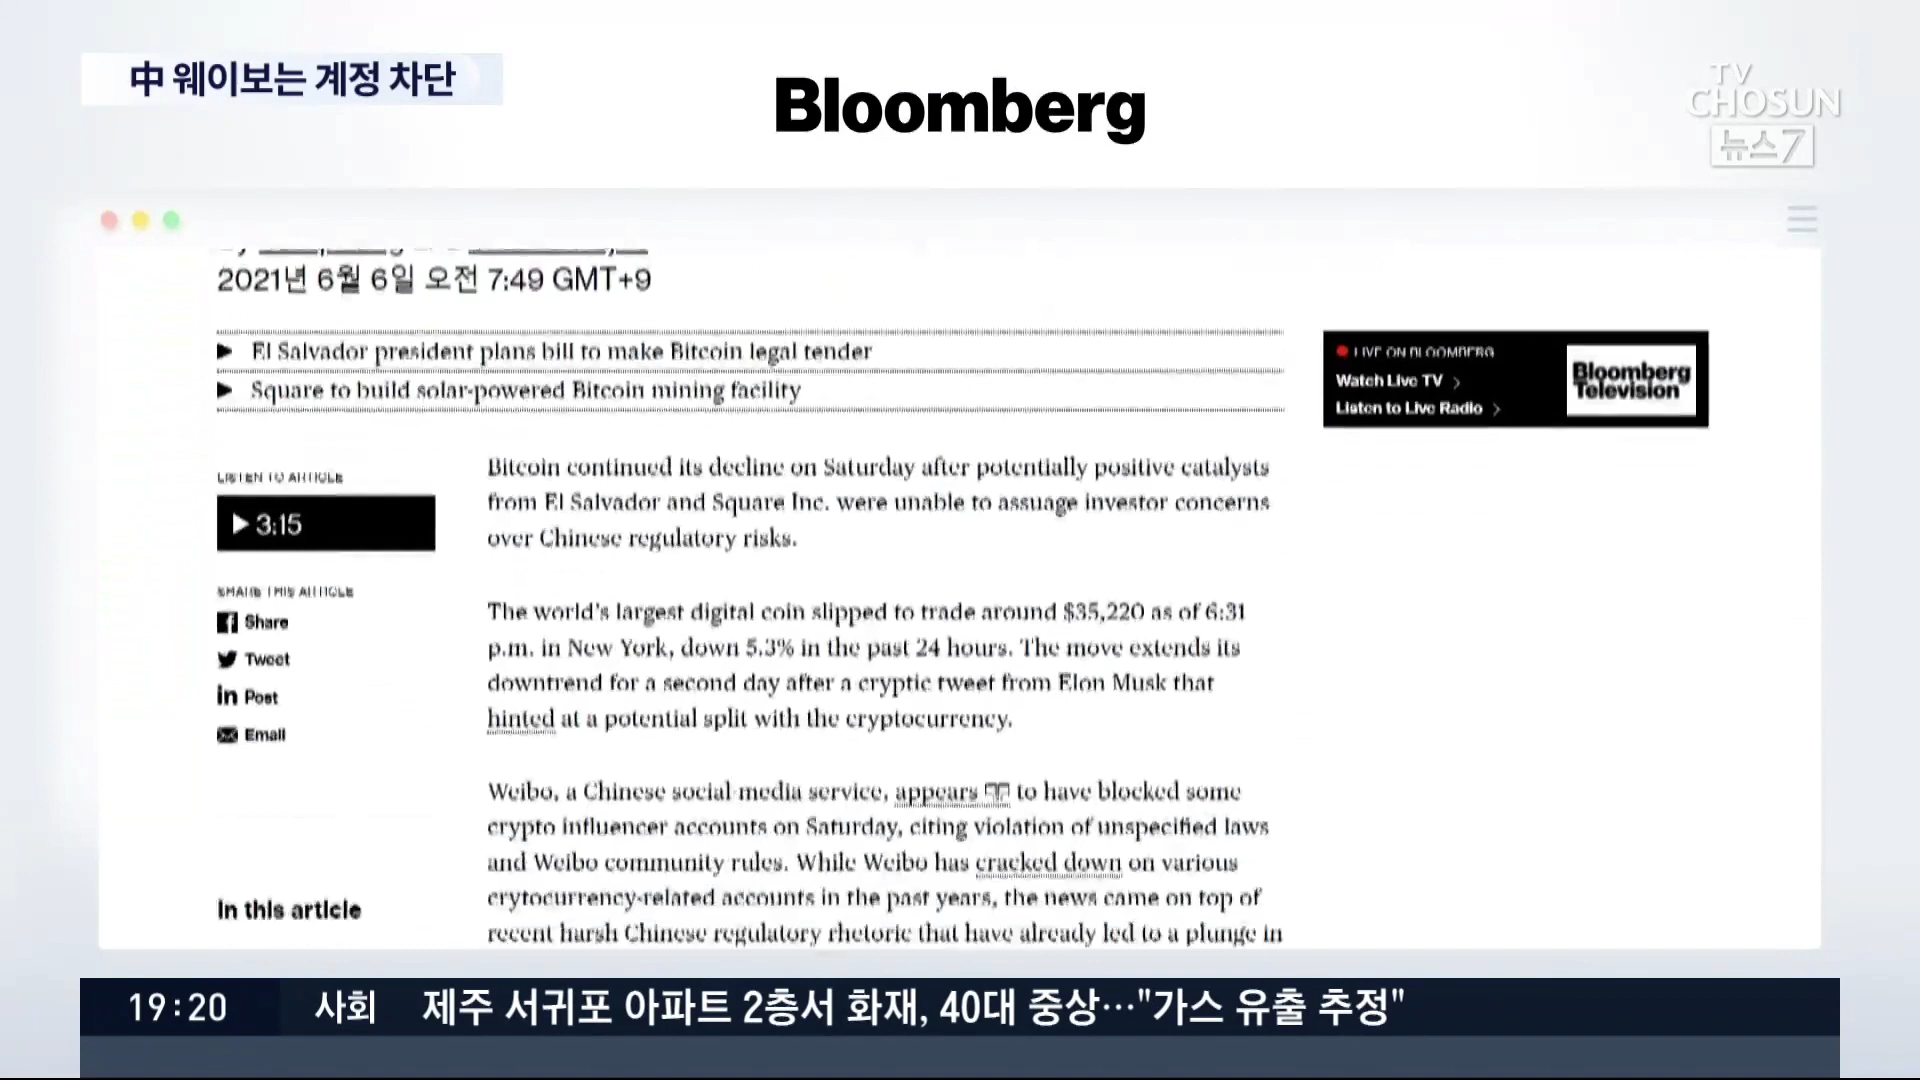 中 웨이보는 계정 차단
Bloomberg
TV
CHOSUN
뉴스7
2021년 6월 6일 오전 7:49 GMT+9
El Salvador president plans bill to make Bitcoin legal tender
Square to build solar-powered Bitcoin mining facility
LIVE ON BLOOMBERG
Watch Live TV
Listen to Live Radio
Bloomberg
Television
LISTEN TO ARTICLE
3:15
SHARE THIS ARTICLE
Share
Tweet
in Post
Email
In this article
Bitcoin continued its decline on Saturday after potentially positive catalysts
from El Salvador and Square Inc. were unable to assuage investor concerns
over Chinese regulatory risks.
The world's largest digital coin slipped to trade around $35,220 as of 6:31
p.m. in New York, down 5.3% in the past 24 hours. The move extends its
downtrend for a second day after a cryptic tweet from Elon Musk that
hinted at a potential split with the cryptocurrency.
Weibo, a Chinese social media service, appears to have blocked some
crypto influencer accounts on Saturday, citing violation of unspecified laws
and Weibo community rules. While Weibo has cracked down on various
crytocurrency-related accounts in the past years, the news came on top of
recent harsh Chinese regulatory rhetoric that have already led to a plunge in
19:20 사회 제주 서귀포 아파트 2층서 화재, 40대 중상…"가스 유출 추정"